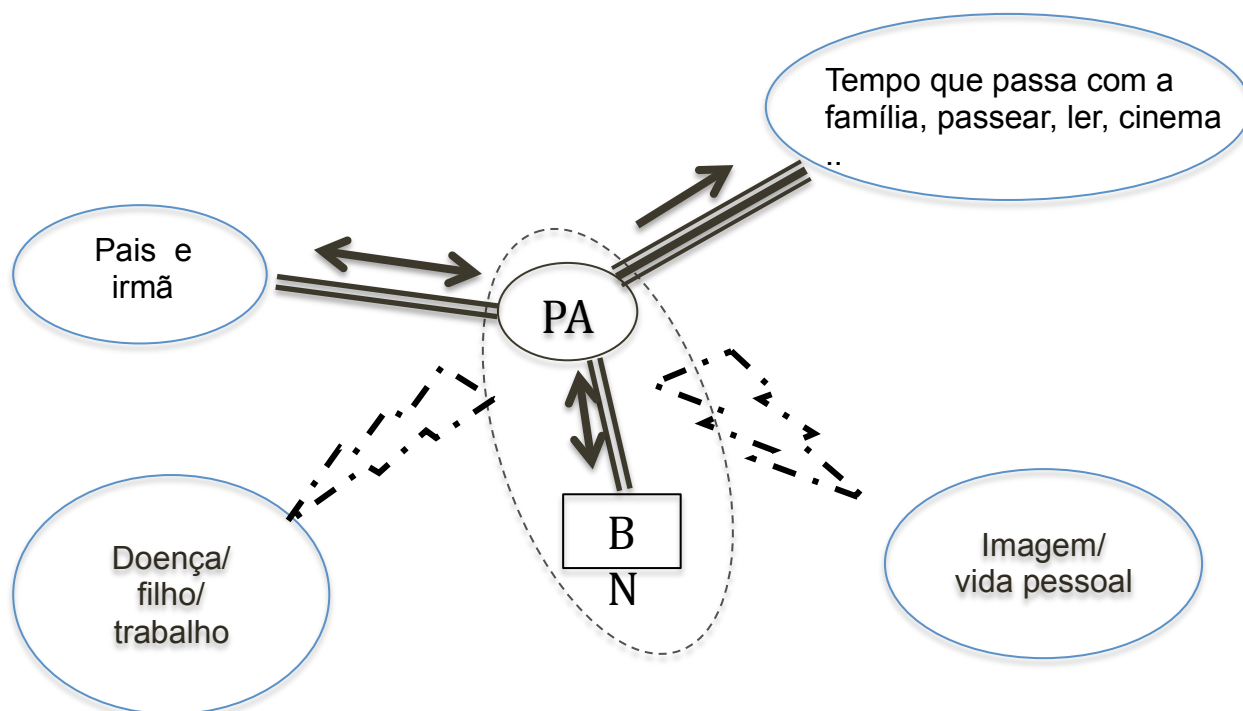 Tempo que passa com a
família, passear, ler, cinema
..
Pais e
irmã
PA
B
N
Doença/
filho/
trabalho
Imagem/
vida pessoal